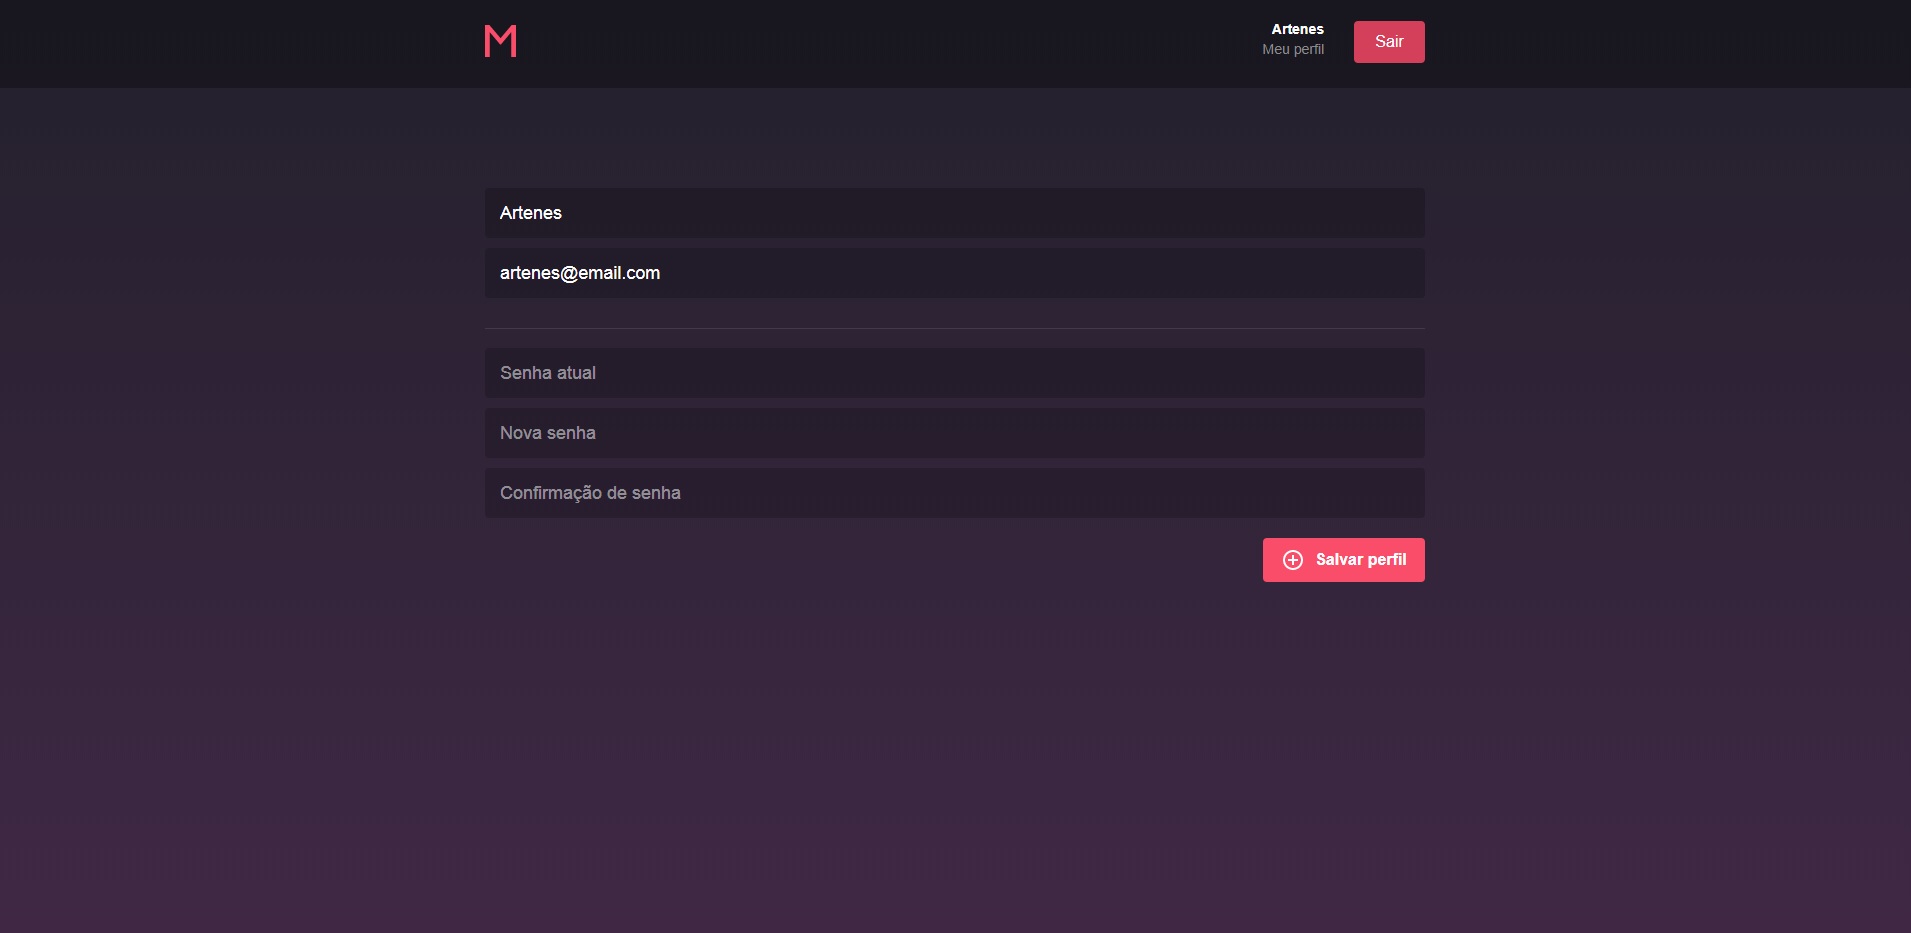 M
Artenes
Meu perfil
Sair
Artenes
artenes@email.com
Senha atual
Nova senha
Confirmação de senha
Salvar perfil